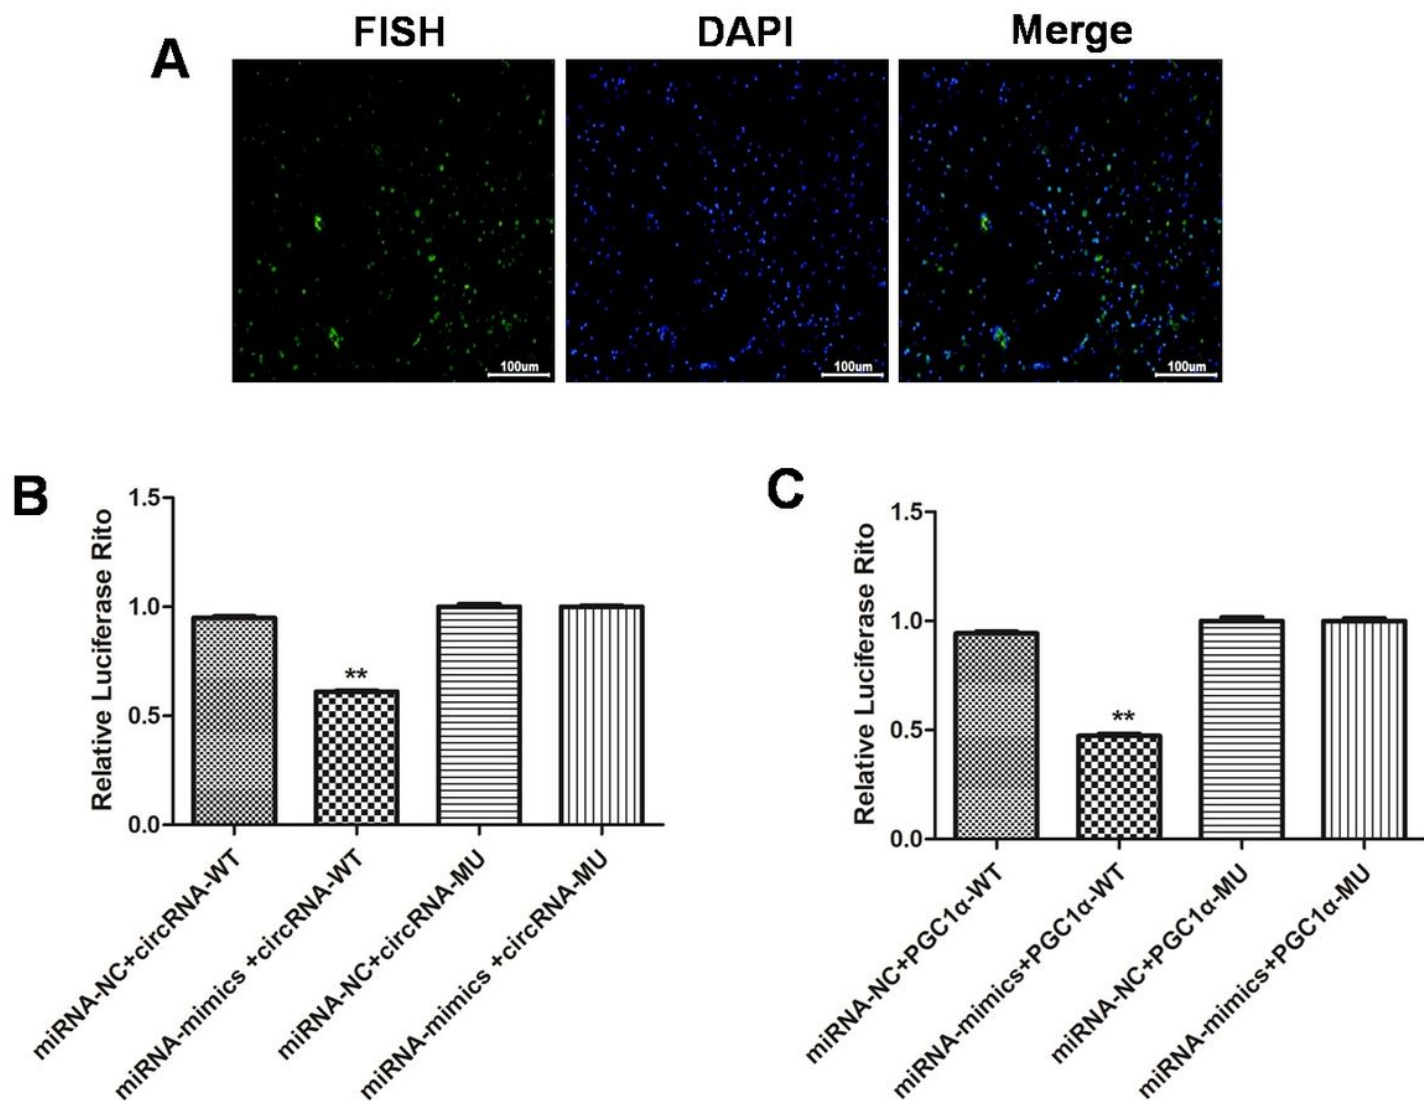 A
FISH
DAPI
Merge
100um
100um
100um
B
Relative Luciferase Rito
1.5
1.0
0.5
0.0
miRNA-NC+circRNA-WT
miRNA-mimics +circRNA-WT
miRNA-NC+circRNA-MU
miRNA-mimics +circRNA-MU
**
C
Relative Luciferase Rito
1.5
1.0
0.5
0.0
miRNA-NC+PGC1α-WT
miRNA-mimics+PGC1α-WT
miRNA-NC+PGC1α-MU
miRNA-mimics+PGC1α-MU
**